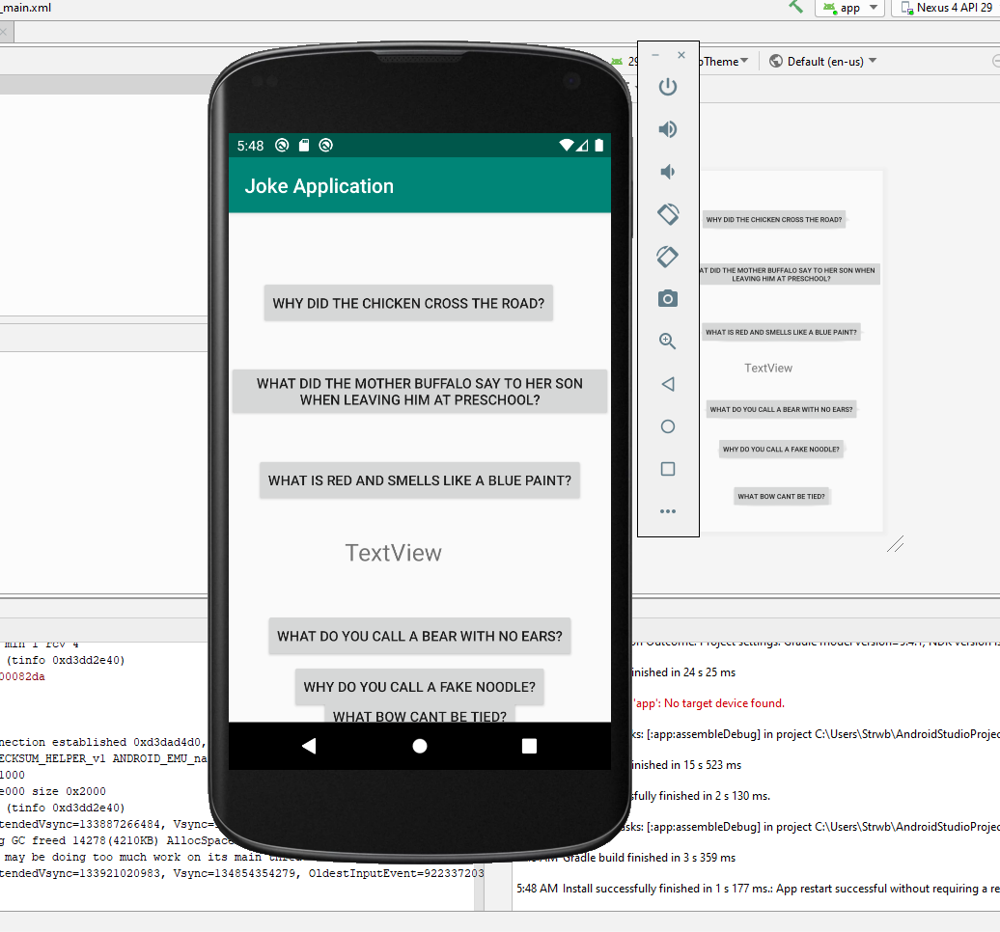 _main.xml
app
Nexus 4 API 29
29
Theme
Default (en-us)
5:48
Joke Application
WHY DID THE CHICKEN CROSS THE ROAD?
WHAT DID THE MOTHER BUFFALO SAY TO HER SON
WHEN LEAVING HIM AT PRESCHOOL?
WHAT IS RED AND SMELLS LIKE A BLUE PAINT?
TextView
WHAT DO YOU CALL A BEAR WITH NO EARS?
WHY DO YOU CALL A FAKE NOODLE?
WHAT BOW CANT BE TIED?
WHY DID THE CHICKEN CROSS THE ROAD?
AT DID THE MOTHER BUFFALO SAY TO HER SON WHEN
LEAVING HIM AT PRESCHOOL?
WHAT IS RED AND SMELLS LIKE A BLUE PAINT?
TextView
WHAT DO YOU CALL A BEAR WITH NO EARS?
WHY DO YOU CALL A FAKE NOODLE?
WHAT BOW CANT BE TIED?
min 1 rcv 4
(tinfo 0xd3dd2e40)
00082da
nection established 0xd3dad4d0,
ECKSUM_HELPER_v1 ANDROID_EMU_na
1000
e000 size 0x2000
(tinfo 0xd3dd2e40)
tendedVsync=133887266484, Vsync=
g GC freed 14278(4210KB) AllocSpac
may be doing too much work on its main thre
tendedVsync=133921020983, Vsync=134854354279, OldestInputEvent=922337203
on Outcome. Project settings: Gradle model version=5.4.1, NDK version is
inished in 24 s 25 ms
'app': No target device found.
sks: [:app:assembleDebug] in project C:\Users\Strwb\AndroidStudioProjec
inished in 15 s 523 ms
sfully finished in 2 s 130 ms.
asks: [:app:assembleDebug] in project C:\Users\Strwb\AndroidStudioProjec
AM Gradle build finished in 3 s 359 ms
5:48 AM Install successfully finished in 1 s 177 ms.: App restart successful without requiring a re